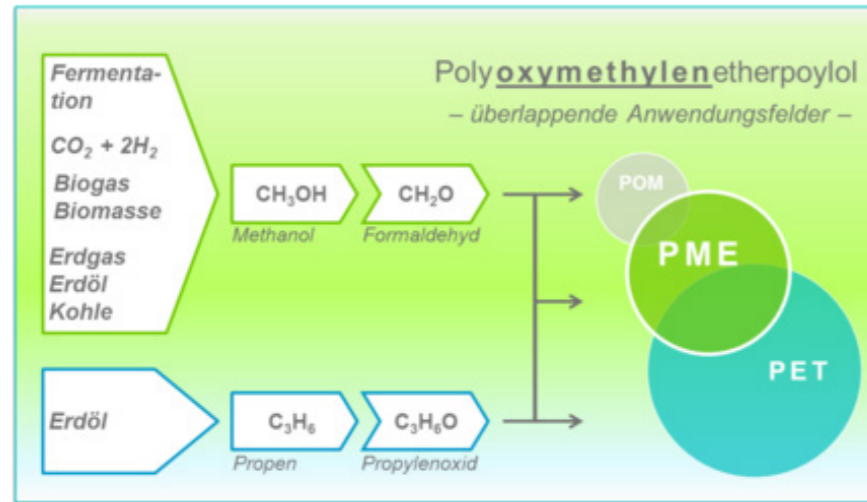 Polyoxymethylenetherpoylol
– überlappende Anwendungsfelder –
Fermenta-
tion
CO₂ + 2H₂
Biogas
Biomasse
Erdgas
Erdöl
Kohle
CH₃OH
Methanol
CH₂O
Formaldehyd
POM
PME
PET
Erdöl
C₃H₆
Propen
C₃H₆O
Propylenoxid